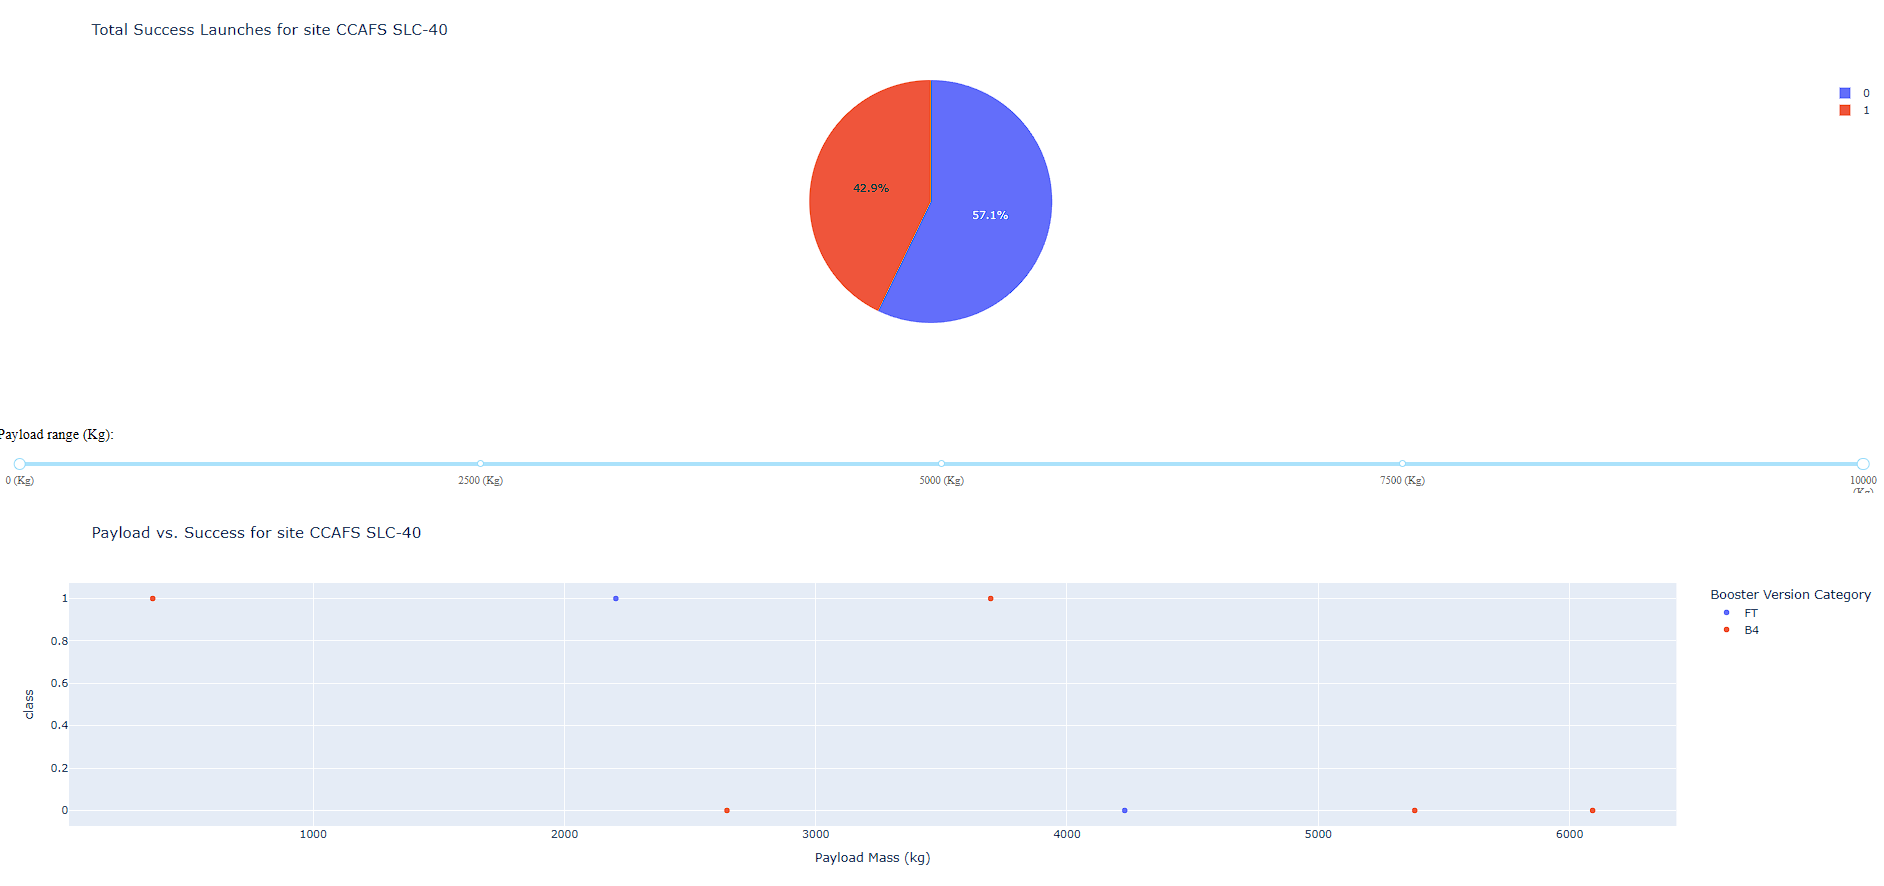 Total Success Launches for site CCAFS SLC-40
0
1
42.9%
57.1%
Payload range (Kg):
0 (Kg) 2500 (Kg) 5000 (Kg) 7500 (Kg) 10000
(Kg)
Payload vs. Success for site CCAFS SLC-40
Booster Version Category
FT
B4
1
0.8
0.6
0.4
0.2
0
class
1000 2000 3000 4000 5000 6000
Payload Mass (kg)